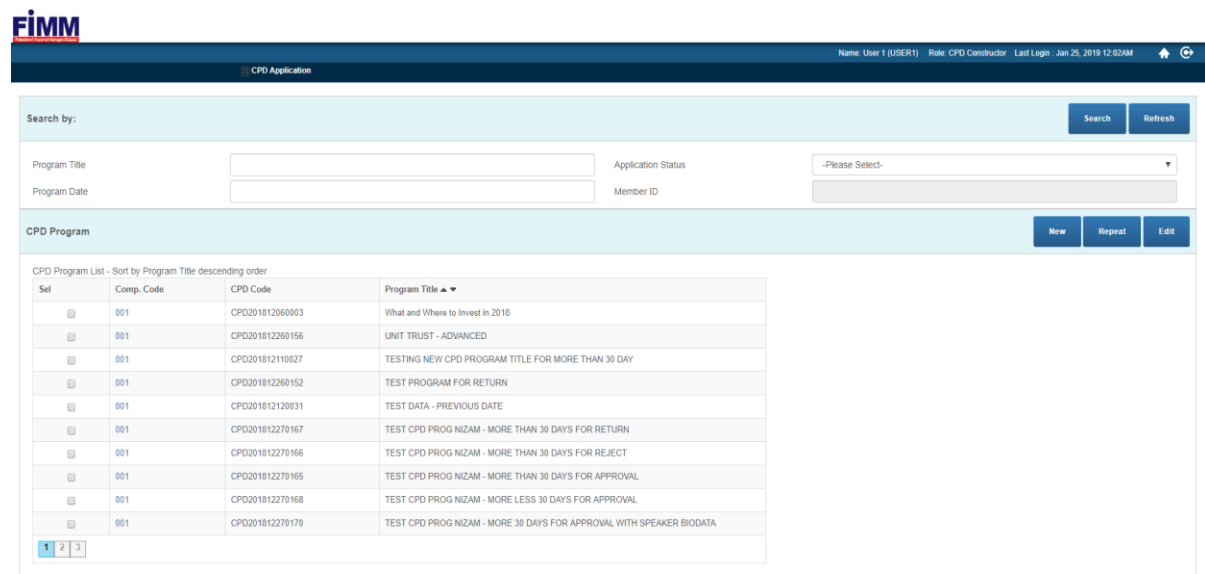 FiMM
Name: User 1 (USER1) Role: CPD Constructor Last Login : Jan 25, 2019 12:02AM
CPD Application
Search by: Search Refresh
Program Title Application Status -Please Select-
Program Date Member ID
CPD Program New Repeat Edit
CPD Program List - Sort by Program Title descending order
Sel Comp. Code CPD Code Program Title
001 CPD201812060003 What and Where to Invest in 2018
001 CPD201812260156 UNIT TRUST - ADVANCED
001 CPD201812110027 TESTING NEW CPD PROGRAM TITLE FOR MORE THAN 30 DAY
001 CPD201812260152 TEST PROGRAM FOR RETURN
001 CPD201812120031 TEST DATA - PREVIOUS DATE
001 CPD201812270167 TEST CPD PROG NIZAM - MORE THAN 30 DAYS FOR RETURN
001 CPD201812270166 TEST CPD PROG NIZAM - MORE THAN 30 DAYS FOR REJECT
001 CPD201812270165 TEST CPD PROG NIZAM - MORE THAN 30 DAYS FOR APPROVAL
001 CPD201812270168 TEST CPD PROG NIZAM - MORE LESS 30 DAYS FOR APPROVAL
001 CPD201812270170 TEST CPD PROG NIZAM - MORE 30 DAYS FOR APPROVAL WITH SPEAKER BIODATA
1 2 3